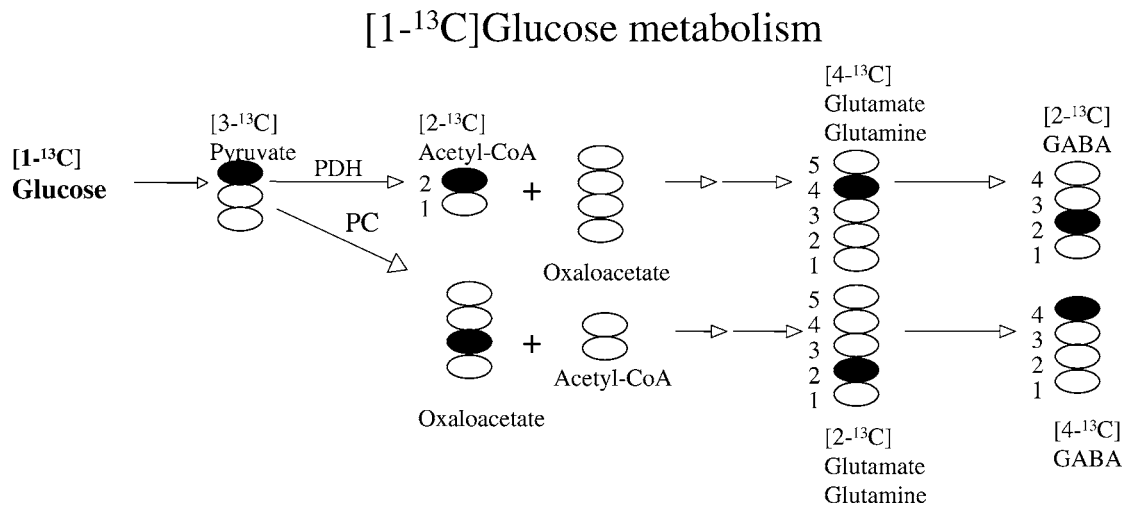 [1-¹³C]Glucose metabolism
[1-¹³C]
Glucose
[3-¹³C]
Pyruvate
PDH
PC
[2-¹³C]
Acetyl-CoA
2
1
+
Oxaloacetate
[4-¹³C]
Glutamate
Glutamine
5
4
3
2
1
[2-¹³C]
GABA
4
3
2
1
Oxaloacetate
+
Acetyl-CoA
5
4
3
2
1
[2-¹³C]
Glutamate
Glutamine
4
3
2
1
[4-¹³C]
GABA